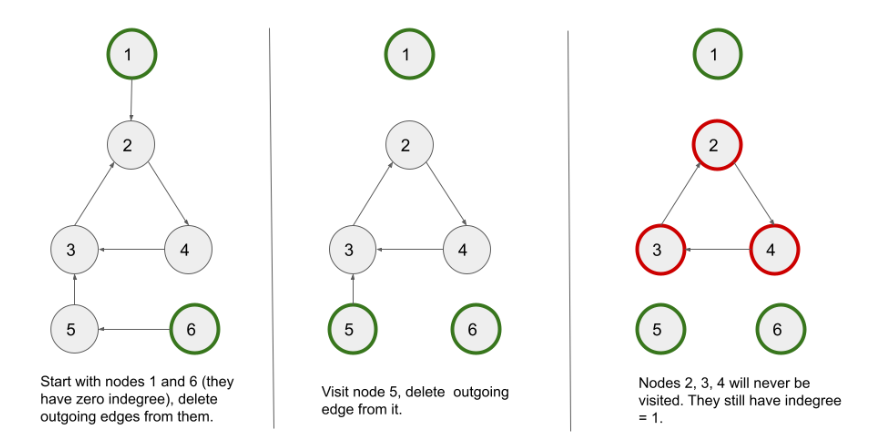 1
2
3
4
5
6
Start with nodes 1 and 6 (they
have zero indegree), delete
outgoing edges from them.
1
2
3
4
5
6
Visit node 5, delete  outgoing
edge from it.
1
2
3
4
5
6
Nodes 2, 3, 4 will never be
visited. They still have indegree
= 1.